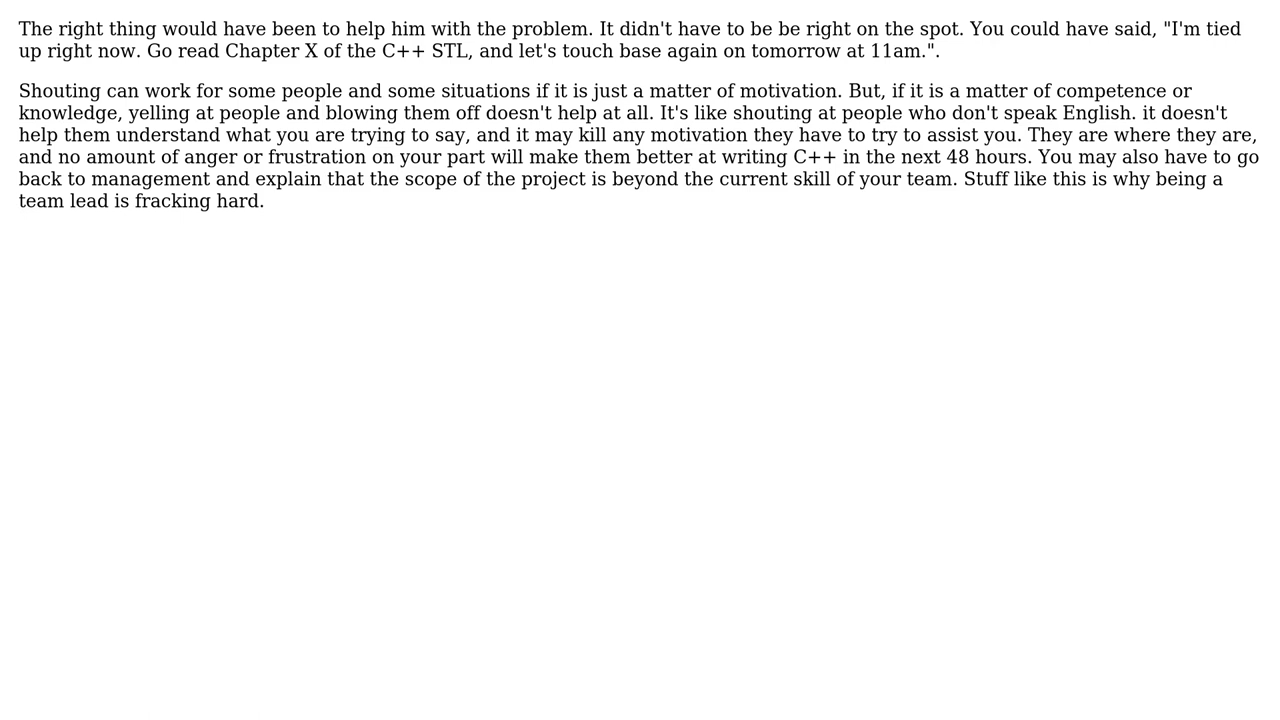 The right thing would have been to help him with the problem. It didn't have to be be right on the spot. You could have said, "I'm tied
up right now. Go read Chapter X of the C++ STL, and let's touch base again on tomorrow at 11am.".
Shouting can work for some people and some situations if it is just a matter of motivation. But, if it is a matter of competence or
knowledge, yelling at people and blowing them off doesn't help at all. It's like shouting at people who don't speak English. it doesn't
help them understand what you are trying to say, and it may kill any motivation they have to try to assist you. They are where they are,
and no amount of anger or frustration on your part will make them better at writing C++ in the next 48 hours. You may also have to go
back to management and explain that the scope of the project is beyond the current skill of your team. Stuff like this is why being a
team lead is fracking hard.